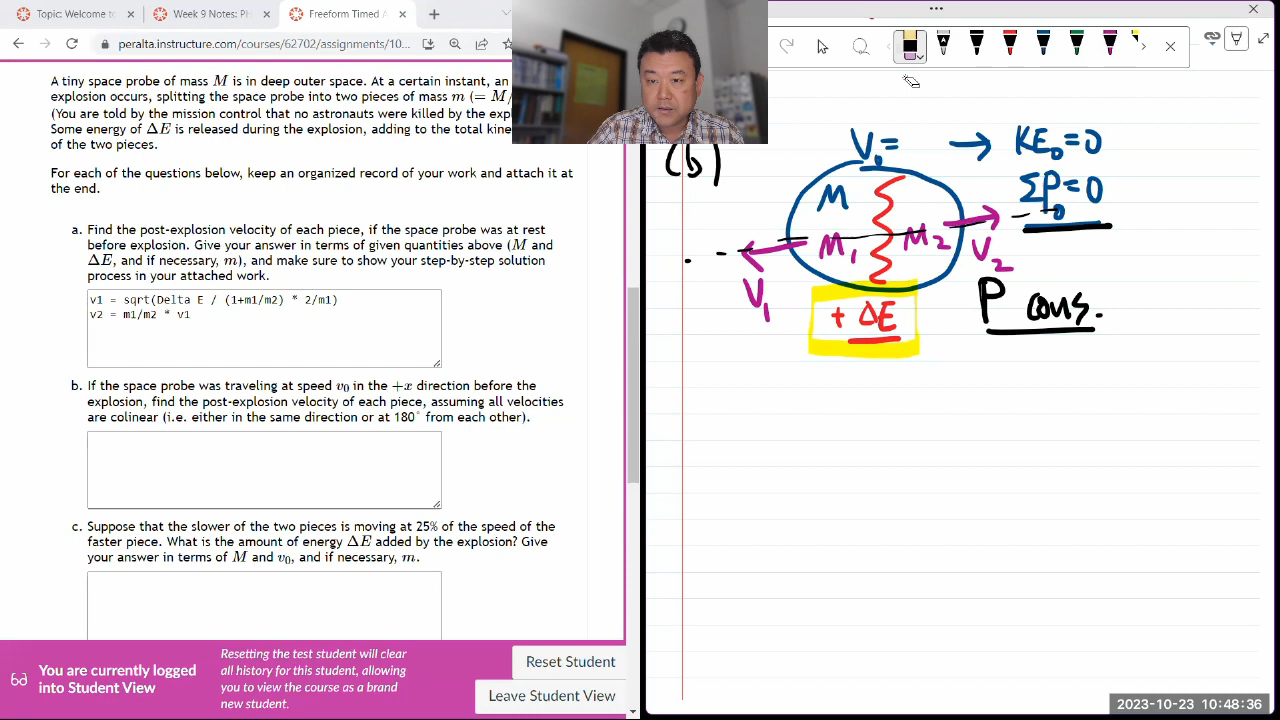 Topic: Welcome to
Week 9 Notes P
Freeform Timed A
peralta.instructure.com/courses/62707/assignments/10...
A tiny space probe of mass M is in deep outer space. At a certain instant, an
explosion occurs, splitting the space probe into two pieces of mass m (= M/
(You are told by the mission control that no astronauts were killed by the exp
Some energy of ΔE is released during the explosion, adding to the total kine
of the two pieces.
For each of the questions below, keep an organized record of your work and attach it at
the end.
a. Find the post-explosion velocity of each piece, if the space probe was at rest
before explosion. Give your answer in terms of given quantities above (M and
ΔE, and if necessary, m), and make sure to show your step-by-step solution
process in your attached work.
v1 = sqrt(Delta E / (1+m1/m2) * 2/m1)
v2 = m1/m2 * v1
b. If the space probe was traveling at speed v₀ in the +x direction before the
explosion, find the post-explosion velocity of each piece, assuming all velocities
are colinear (i.e. either in the same direction or at 180° from each other).
c. Suppose that the slower of the two pieces is moving at 25% of the speed of the
faster piece. What is the amount of energy ΔE added by the explosion? Give
your answer in terms of M and v₀, and if necessary, m.
You are currently logged
into Student View
Resetting the test student will clear
all history for this student, allowing
you to view the course as a brand
new student.
Reset Student
Leave Student View
(b)
V₀= → KE₀=0
M
ΣP₀=0
M₁ M₂
V₁ V₂
+ ΔE
P cons.
2023-10-23 10:48:36